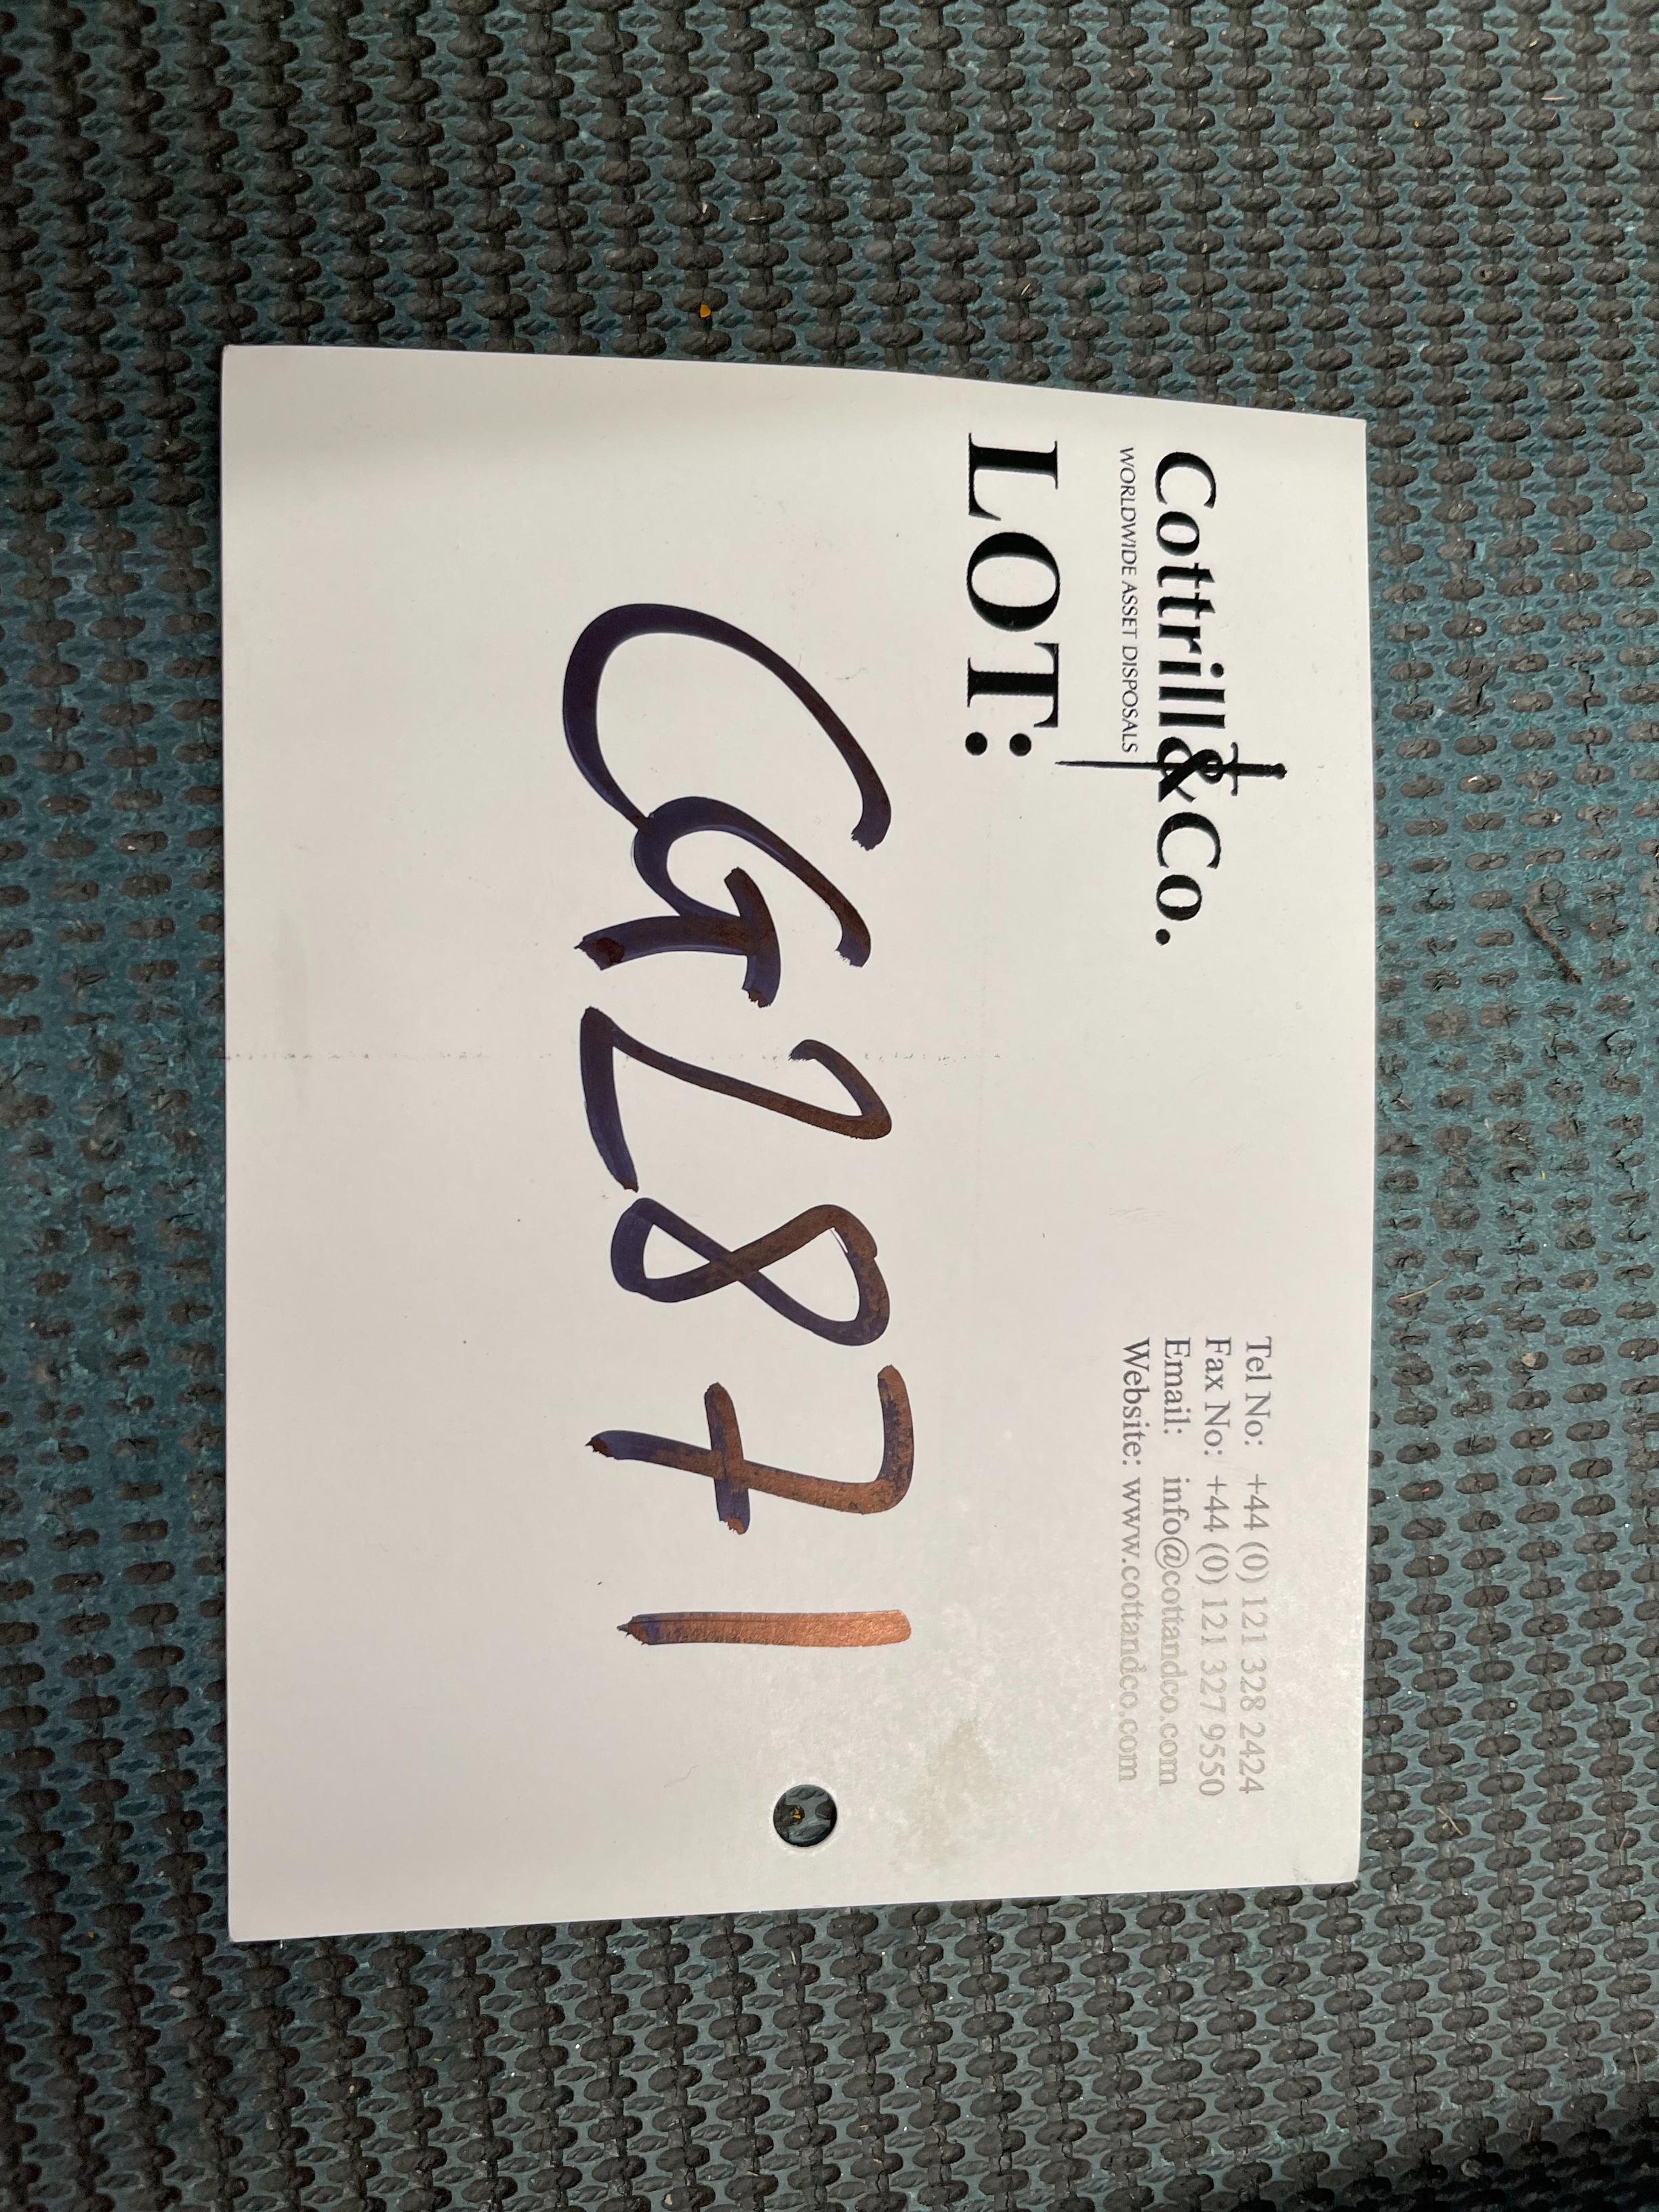 Cottrill & Co.
WORLDWIDE ASSET DISPOSALS
LOT:
Tel No: +44 (0) 121 328 2424
Fax No: +44 (0) 121 327 9550
Email: info@cottandco.com
Website: www.cottandco.com
CG2871